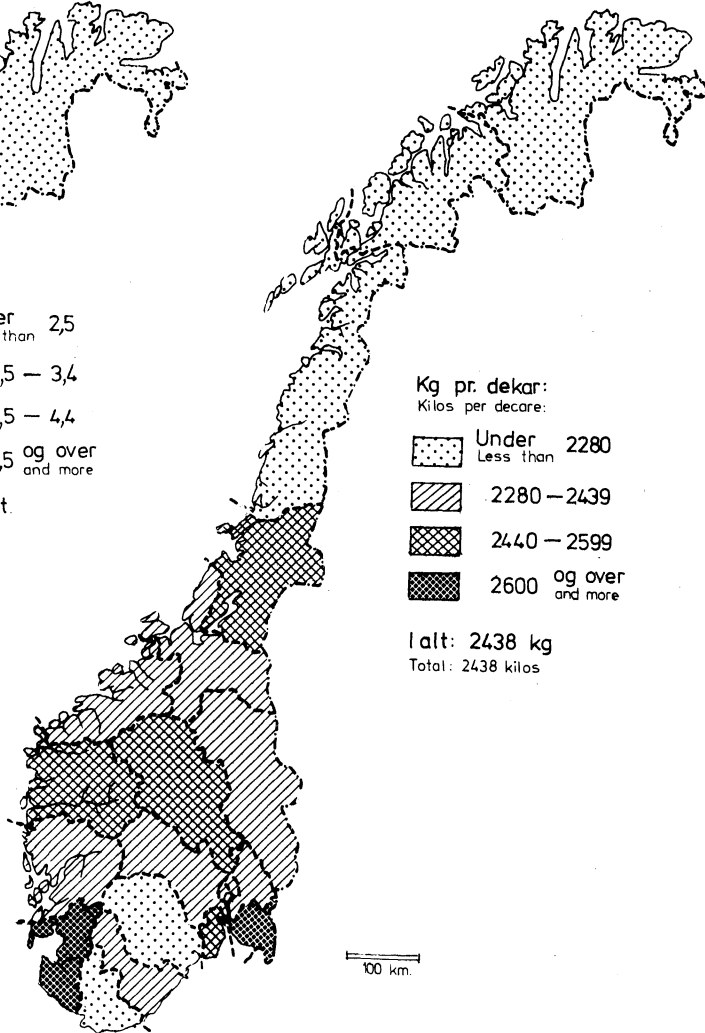 er
than 2,5
,5 – 3,4
,5 – 4,4
,5 og over
and more
t.
Kg pr. dekar:
Kilos per decare:
Under 2280
Less than
2280 – 2439
2440 – 2599
2600 og over
and more
I alt: 2438 kg
Total: 2438 kilos
100 km.